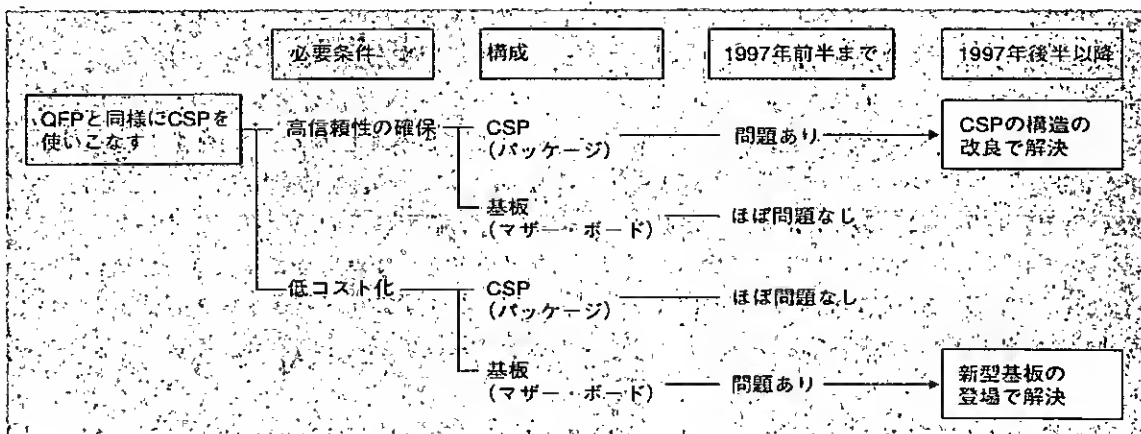 必要条件
構成
1997年前半まで
1997年後半以降
QFPと同様にCSPを
使いこなす
高信頼性の確保
CSP
(パッケージ)
問題あり
CSPの構造の
改良で解決
基板
(マザー・ボード)
ほぼ問題なし
低コスト化
CSP
(パッケージ)
ほぼ問題なし
基板
(マザー・ボード)
問題あり
新型基板の
登場で解決